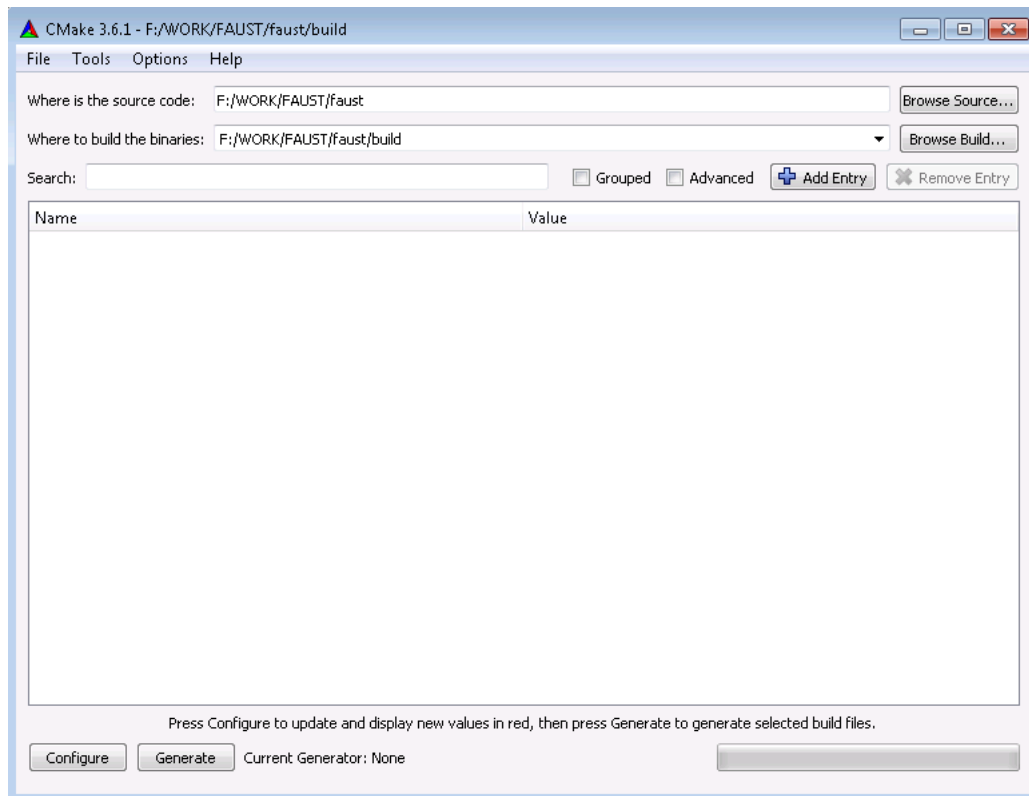 CMake 3.6.1 - F:/WORK/FAUST/faust/build
File Tools Options Help
Where is the source code: F:/WORK/FAUST/faust Browse Source...
Where to build the binaries: F:/WORK/FAUST/faust/build Browse Build...
Search: Grouped Advanced Add Entry Remove Entry
Name Value
Press Configure to update and display new values in red, then press Generate to generate selected build files.
Configure Generate Current Generator: None